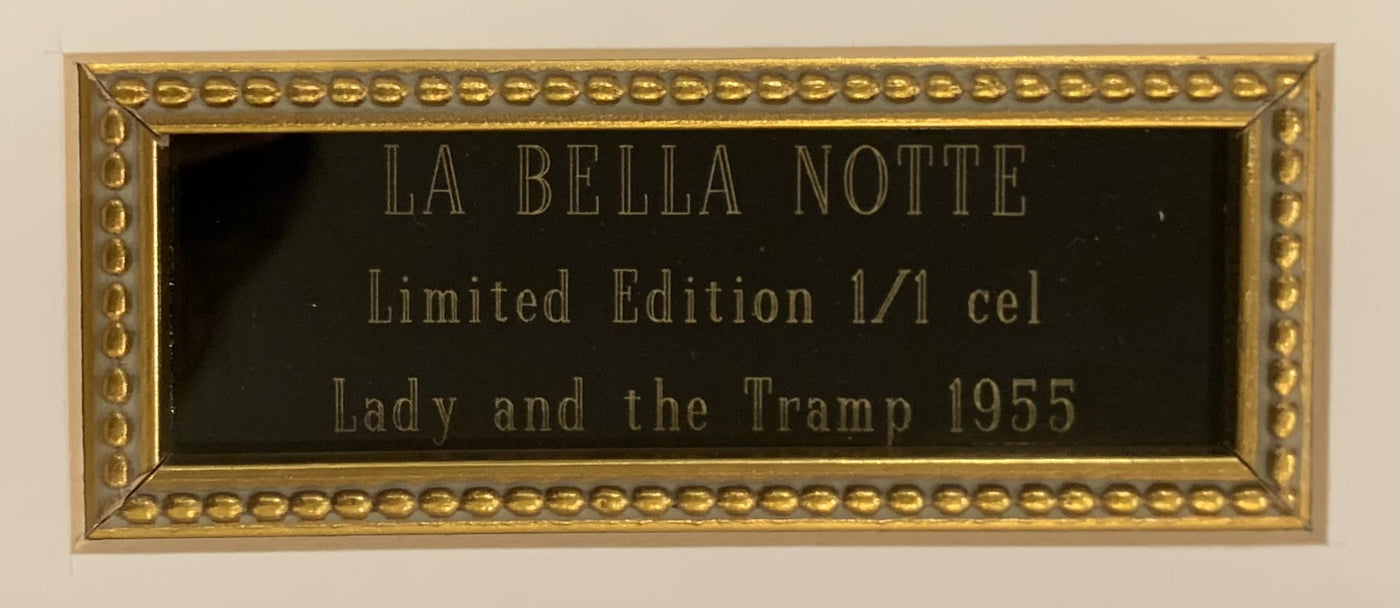 LA BELLA NOTTE
Limited Edition 1/1 cel
Lady and the Tramp 1955